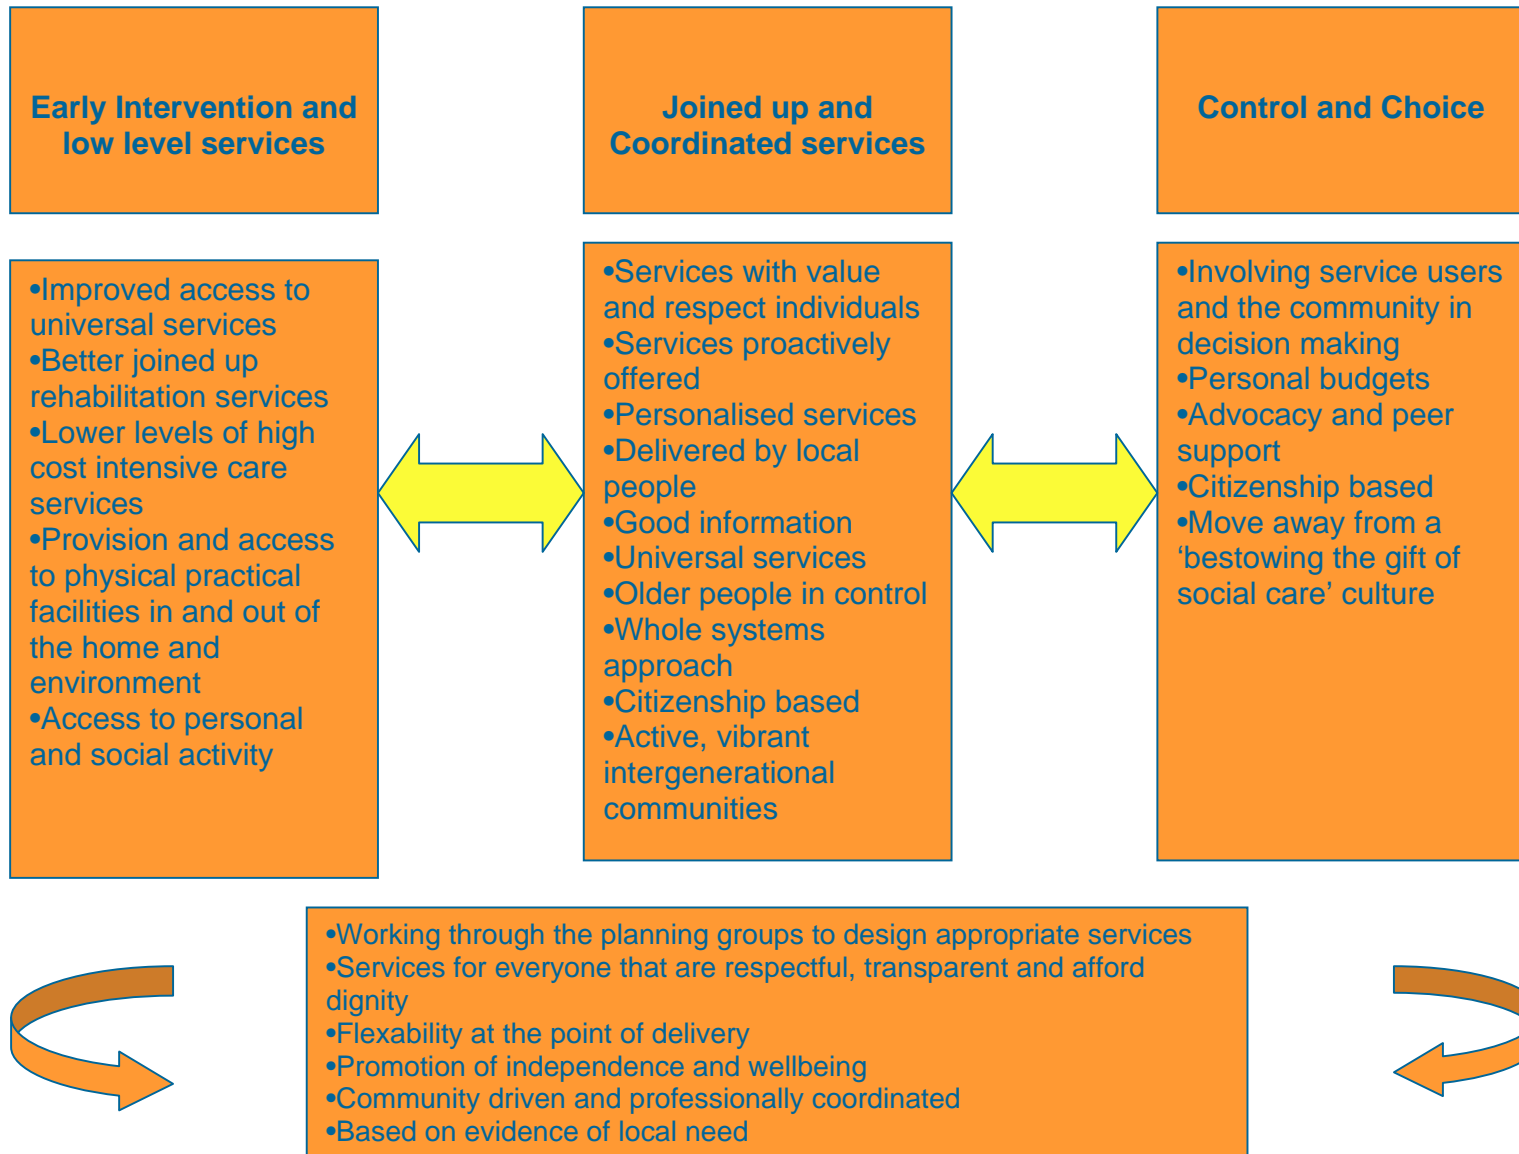 Early Intervention and
low level services
Joined up and
Coordinated services
Control and Choice
•Improved access to
universal services
•Better joined up
rehabilitation services
•Lower levels of high
cost intensive care
services
•Provision and access
to physical practical
facilities in and out of
the home and
environment
•Access to personal
and social activity
•Services with value
and respect individuals
•Services proactively
offered
•Personalised services
•Delivered by local
people
•Good information
•Universal services
•Older people in control
•Whole systems
approach
•Citizenship based
•Active, vibrant
intergenerational
communities
•Involving service users
and the community in
decision making
•Personal budgets
•Advocacy and peer
support
•Citizenship based
•Move away from a
‘bestowing the gift of
social care’ culture
•Working through the planning groups to design appropriate services
•Services for everyone that are respectful, transparent and afford
dignity
•Flexability at the point of delivery
•Promotion of independence and wellbeing
•Community driven and professionally coordinated
•Based on evidence of local need